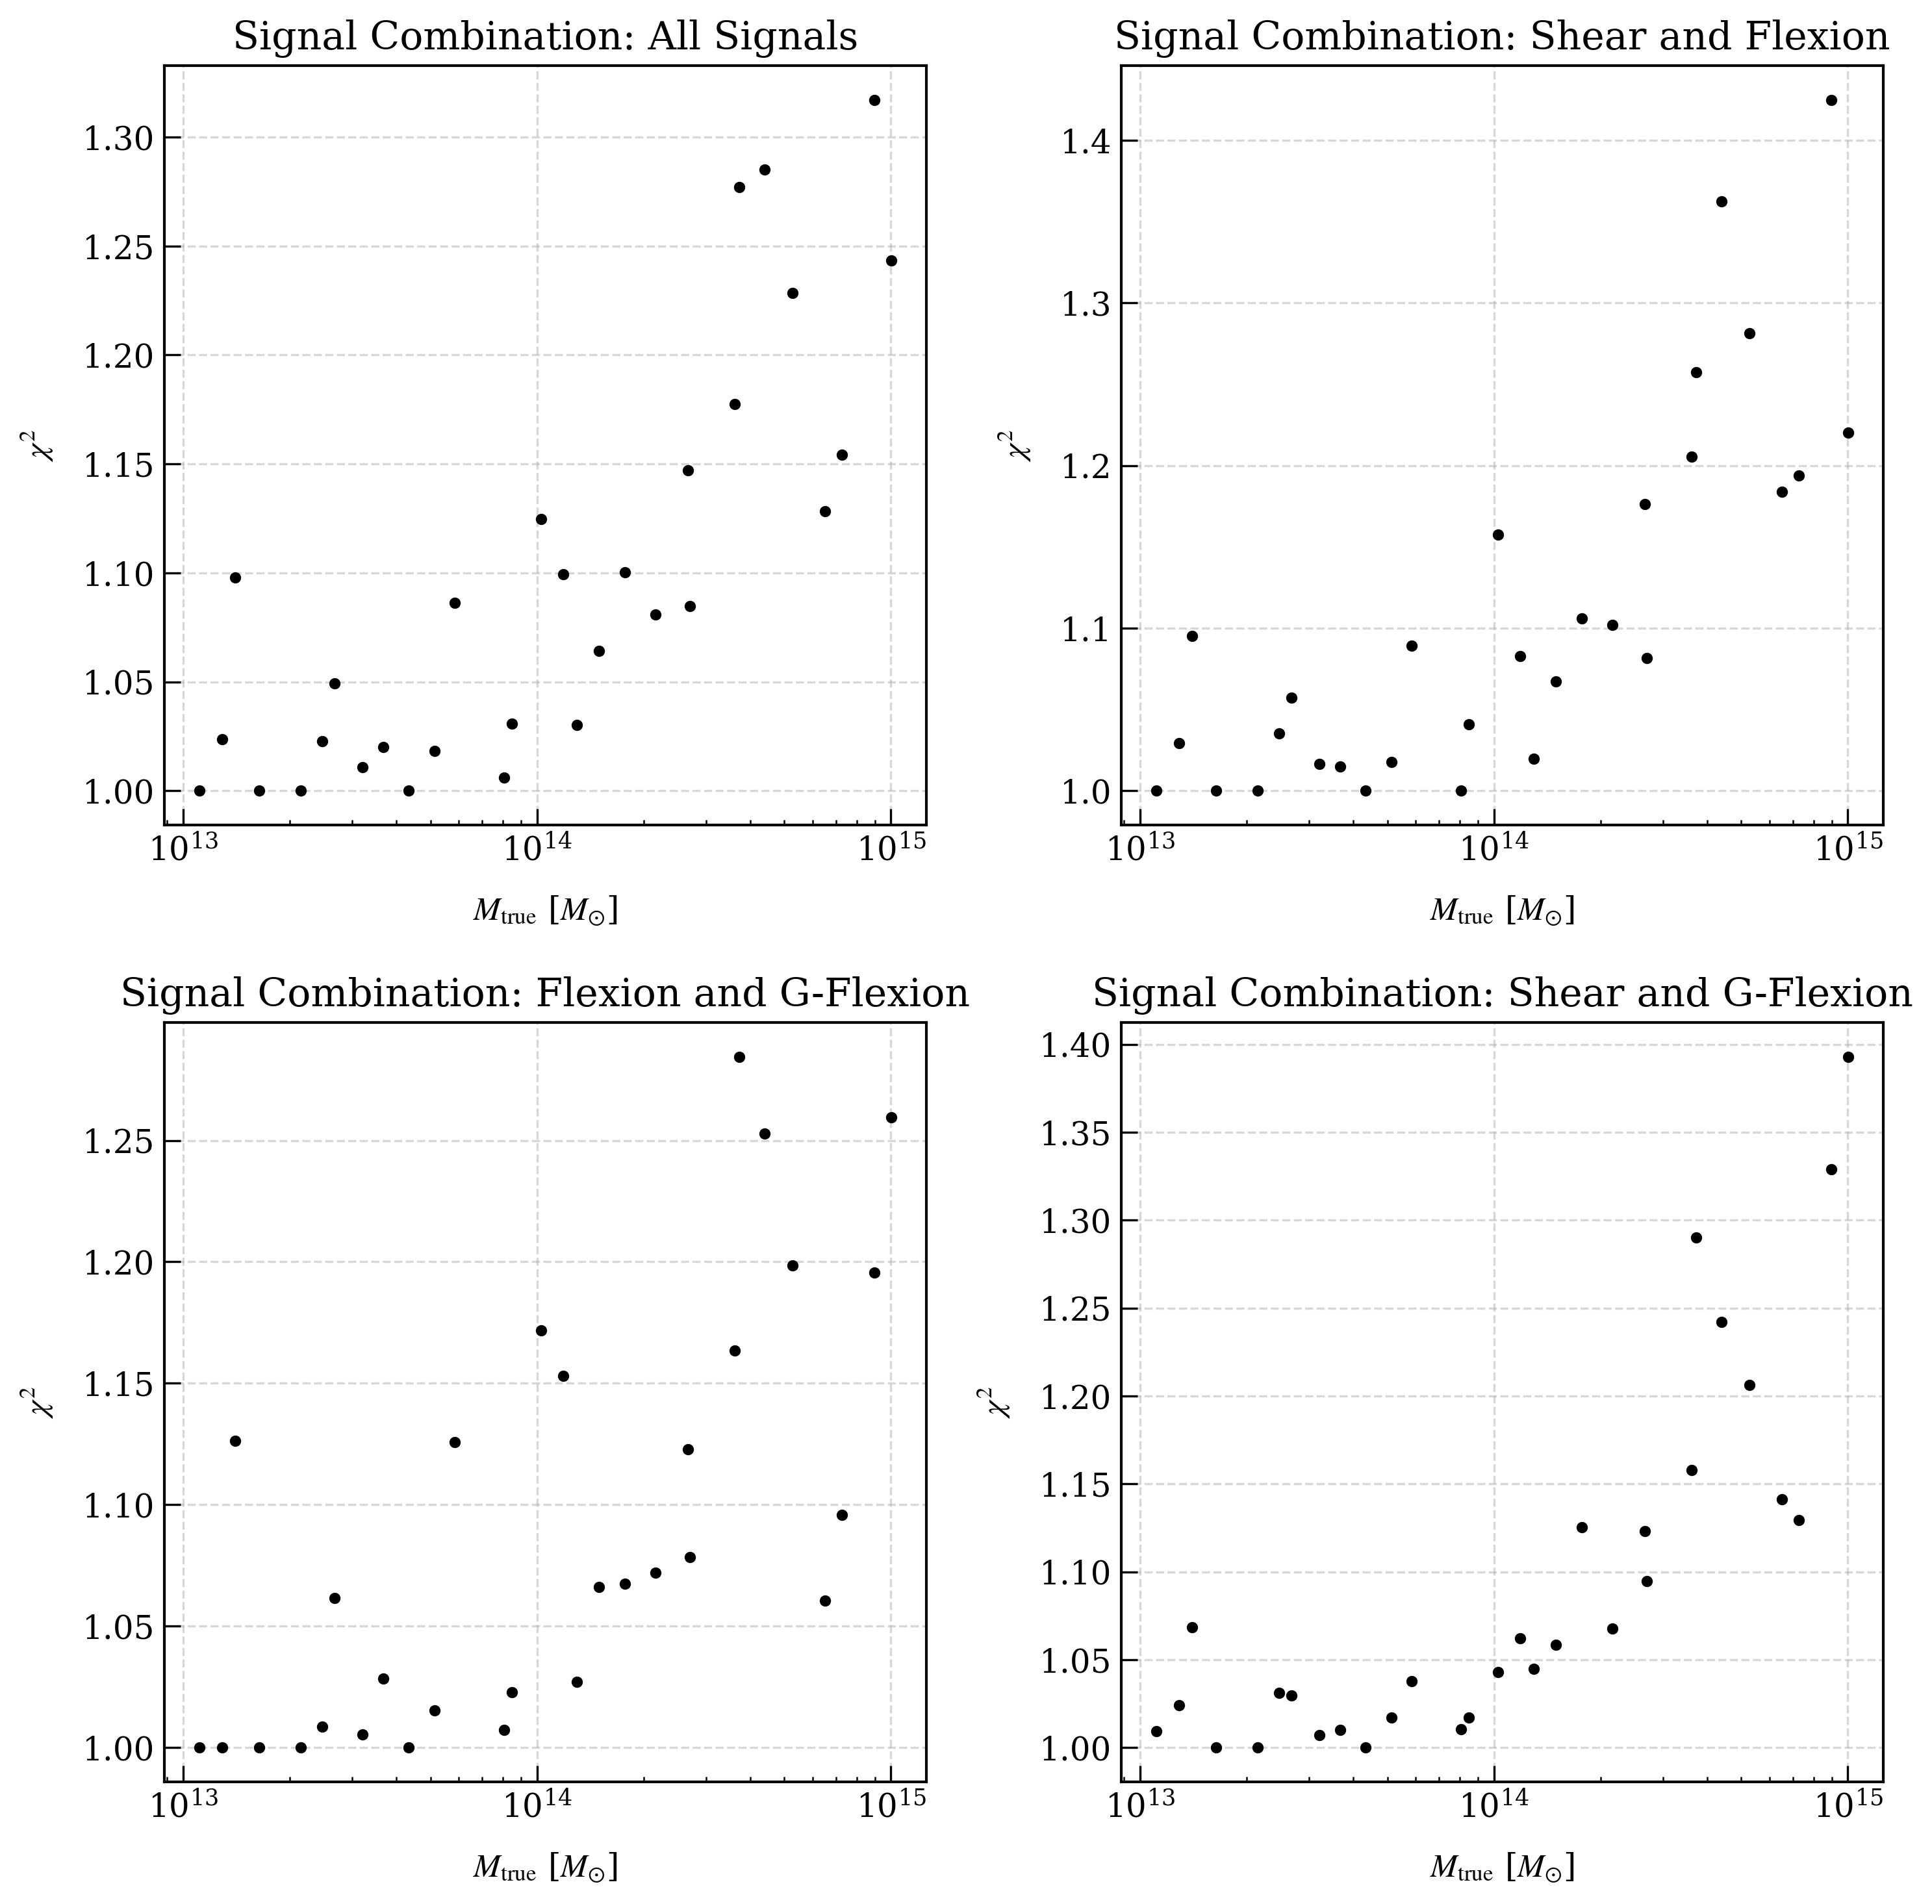 Signal Combination: All Signals
1.30
1.25
1.20
1.15
1.10
1.05
1.00
χ²
10¹³ 10¹⁴ 10¹⁵
M_true [M_⊙]
Signal Combination: Shear and Flexion
1.4
1.3
1.2
1.1
1.0
χ²
10¹³ 10¹⁴ 10¹⁵
M_true [M_⊙]
Signal Combination: Flexion and G-Flexion
1.25
1.20
1.15
1.10
1.05
1.00
χ²
10¹³ 10¹⁴ 10¹⁵
M_true [M_⊙]
Signal Combination: Shear and G-Flexion
1.40
1.35
1.30
1.25
1.20
1.15
1.10
1.05
1.00
χ²
10¹³ 10¹⁴ 10¹⁵
M_true [M_⊙]